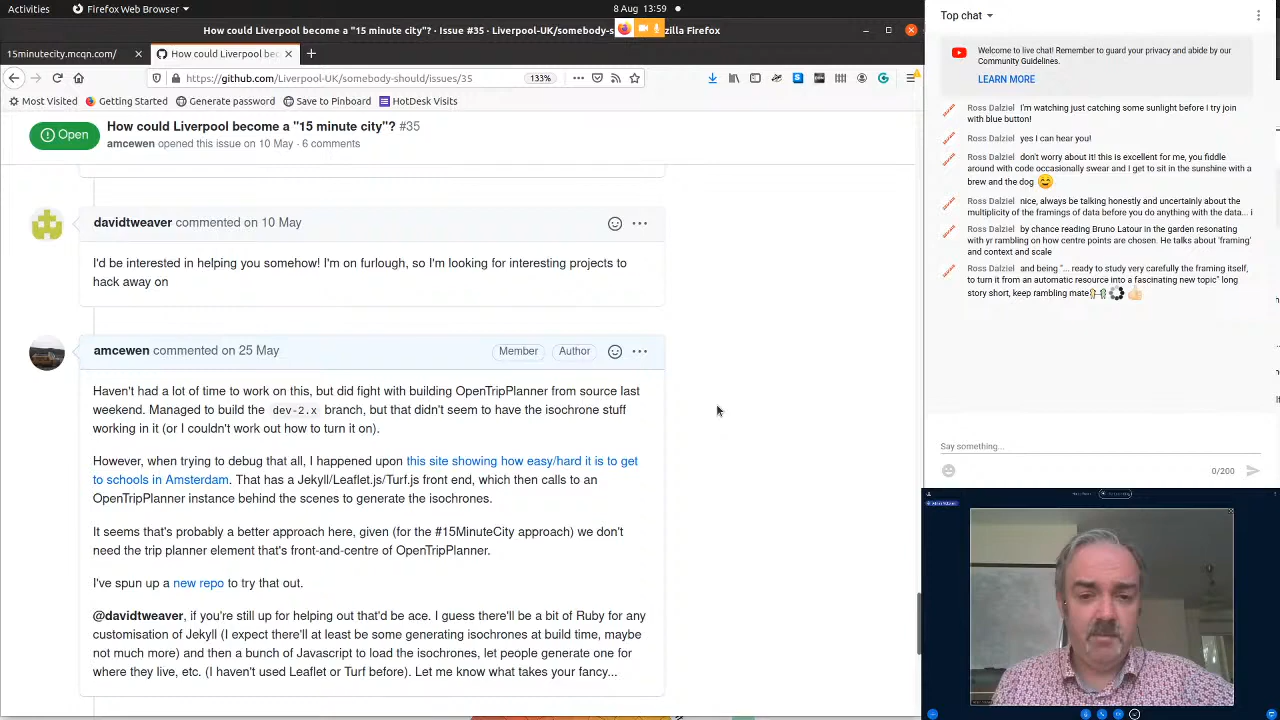 Activities
Firefox Web Browser
8 Aug 13:59
How could Liverpool become a "15 minute city"? · Issue #35 · Liverpool-UK/somebody-s
zilla Firefox
15minutecity.mcqn.com/
How could Liverpool bec
https://github.com/Liverpool-UK/somebody-should/issues/35
133%
Most Visited
Getting Started
Generate password
Save to Pinboard
HotDesk Visits
Open
How could Liverpool become a "15 minute city"? #35
amcewen opened this issue on 10 May · 6 comments
davidtweaver commented on 10 May
I'd be interested in helping you somehow! I'm on furlough, so I'm looking for interesting projects to
hack away on
amcewen commented on 25 May
Member
Author
Haven't had a lot of time to work on this, but did fight with building OpenTripPlanner from source last
weekend. Managed to build the dev-2.x branch, but that didn't seem to have the isochrone stuff
working in it (or I couldn't work out how to turn it on).
However, when trying to debug that all, I happened upon this site showing how easy/hard it is to get
to schools in Amsterdam. That has a Jekyll/Leaflet.js/Turf.js front end, which then calls to an
OpenTripPlanner instance behind the scenes to generate the isochrones.
It seems that's probably a better approach here, given (for the #15MinuteCity approach) we don't
need the trip planner element that's front-and-centre of OpenTripPlanner.
I've spun up a new repo to try that out.
@davidtweaver, if you're still up for helping out that'd be ace. I guess there'll be a bit of Ruby for any
customisation of Jekyll (I expect there'll at least be some generating isochrones at build time, maybe
not much more) and then a bunch of Javascript to load the isochrones, let people generate one for
where they live, etc. (I haven't used Leaflet or Turf before). Let me know what takes your fancy...
Top chat
Welcome to live chat! Remember to guard your privacy and abide by our
Community Guidelines.
LEARN MORE
Ross Dalziel I'm watching just catching some sunlight before I try join
with blue button!
Ross Dalziel yes I can hear you!
Ross Dalziel don't worry about it! this is excellent for me, you fiddle
around with code occasionally swear and I get to sit in the sunshine with a
brew and the dog 😊
Ross Dalziel nice, always be talking honestly and uncertainly about the
multiplicity of the framings of data before you do anything with the data... i
Ross Dalziel by chance reading Bruno Latour in the garden resonating
with yr rambling on how centre points are chosen. He talks about 'framing'
and context and scale
Ross Dalziel and being "... ready to study very carefully the framing itself,
to turn it from an automatic resource into a fascinating new topic" long
story short, keep rambling mate
Say something...
0/200